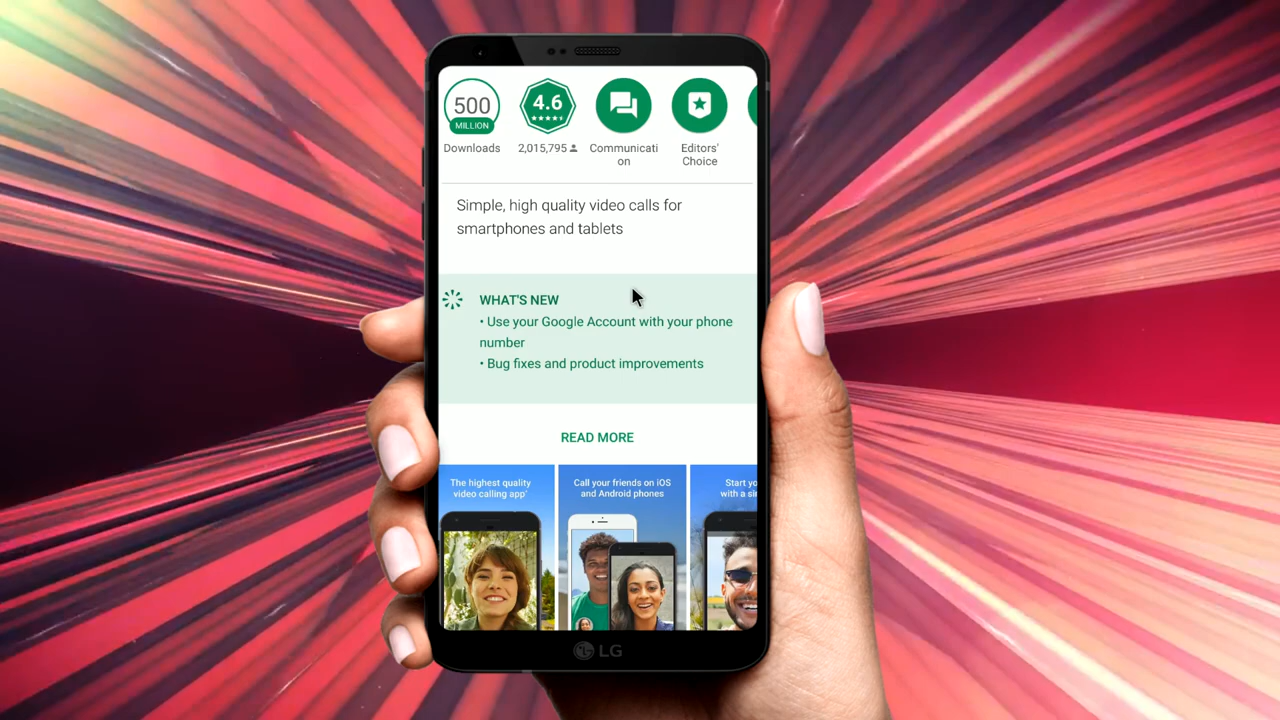 500
MILLION
Downloads
4.6
2,015,795
Communicati
on
Editors'
Choice
Simple, high quality video calls for
smartphones and tablets
WHAT'S NEW
• Use your Google Account with your phone
number
• Bug fixes and product improvements
READ MORE
The highest quality
video calling app*
Call your friends on iOS
and Android phones
Start yo
with a si
LG